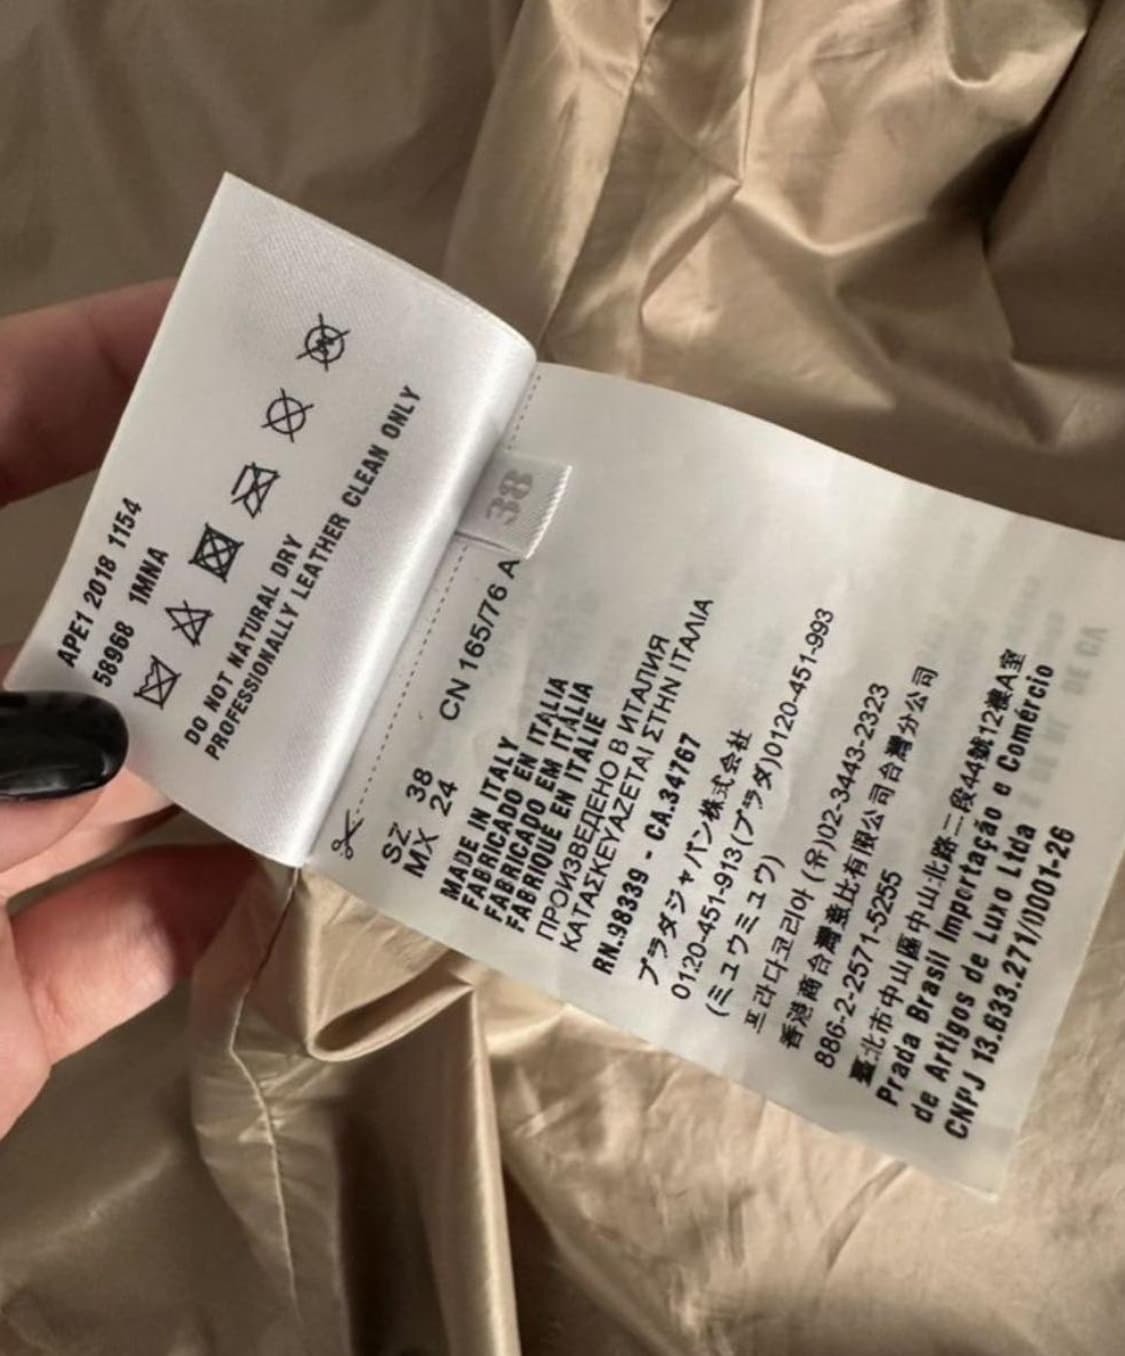 APE1 2018 1154
58968 1MNA
DO NOT NATURAL DRY
PROFESSIONALLY LEATHER CLEAN ONLY
38
SZ 38 CN 165/76 A
MX 24
MADE IN ITALY
FABRICADO EN ITALIA
FABRICADO EM ITÁLIA
FABRIQUÉ EN ITALIE
ПРОИЗВЕДЕНО В ИТАЛИЯ
ΚΑΤΑΣΚΕΥΑΖΕΤΑΙ ΣΤΗΝ ΙΤΑΛΙΑ
RN.98339 - CA.34767
プラダジャパン株式会社
0120-451-913(プラダ)0120-451-993
(ミュウミュウ)
프라다코리아 (유)02-3443-2323
香港商台灣普比有限公司台灣分公司
886-2-2571-5255
臺北市中山區中山北路二段44號12樓A室
Prada Brasil Importação e Comércio
de Artigos de Luxo Ltda
CNPJ 13.633.271/0001-26